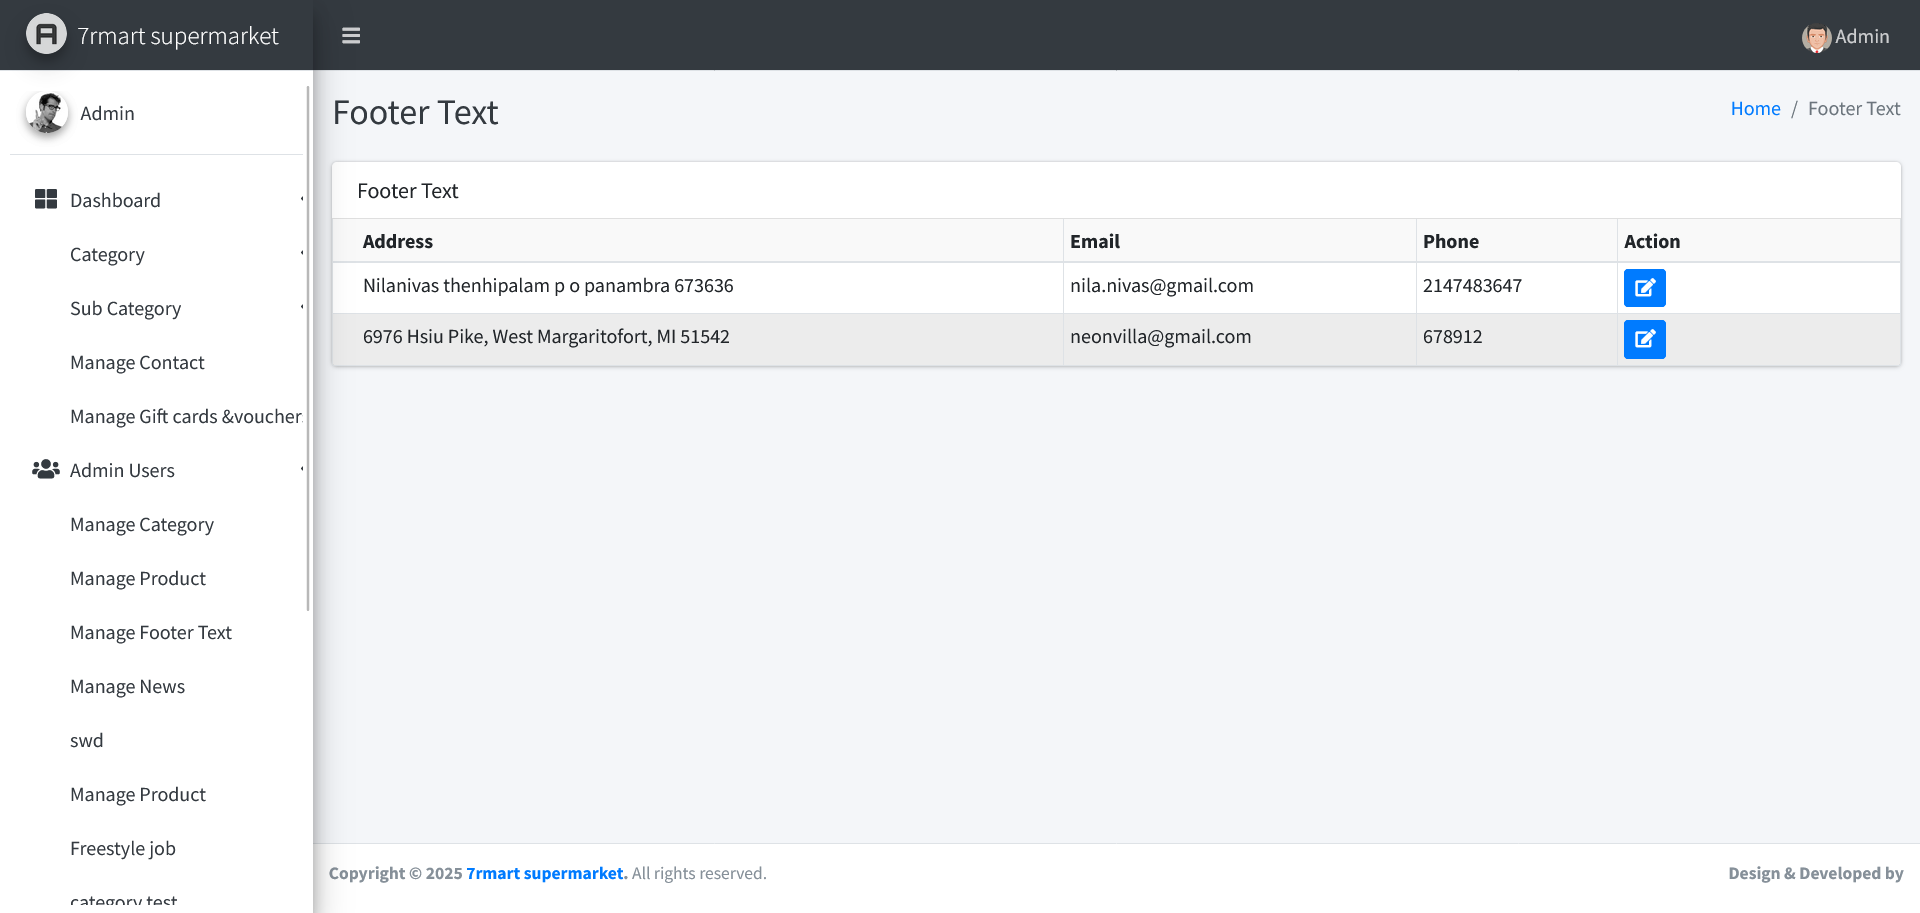 7rmart supermarket
Admin
Admin
Dashboard
Category
Sub Category
Manage Contact
Manage Gift cards &voucher
Admin Users
Manage Category
Manage Product
Manage Footer Text
Manage News
swd
Manage Product
Freestyle job
category test
Footer Text
Home / Footer Text
Footer Text
Address Email Phone Action
Nilanivas thenhipalam p o panambra 673636 nila.nivas@gmail.com 2147483647
6976 Hsiu Pike, West Margaritofort, MI 51542 neonvilla@gmail.com 678912
Copyright © 2025 7rmart supermarket. All rights reserved.
Design & Developed by